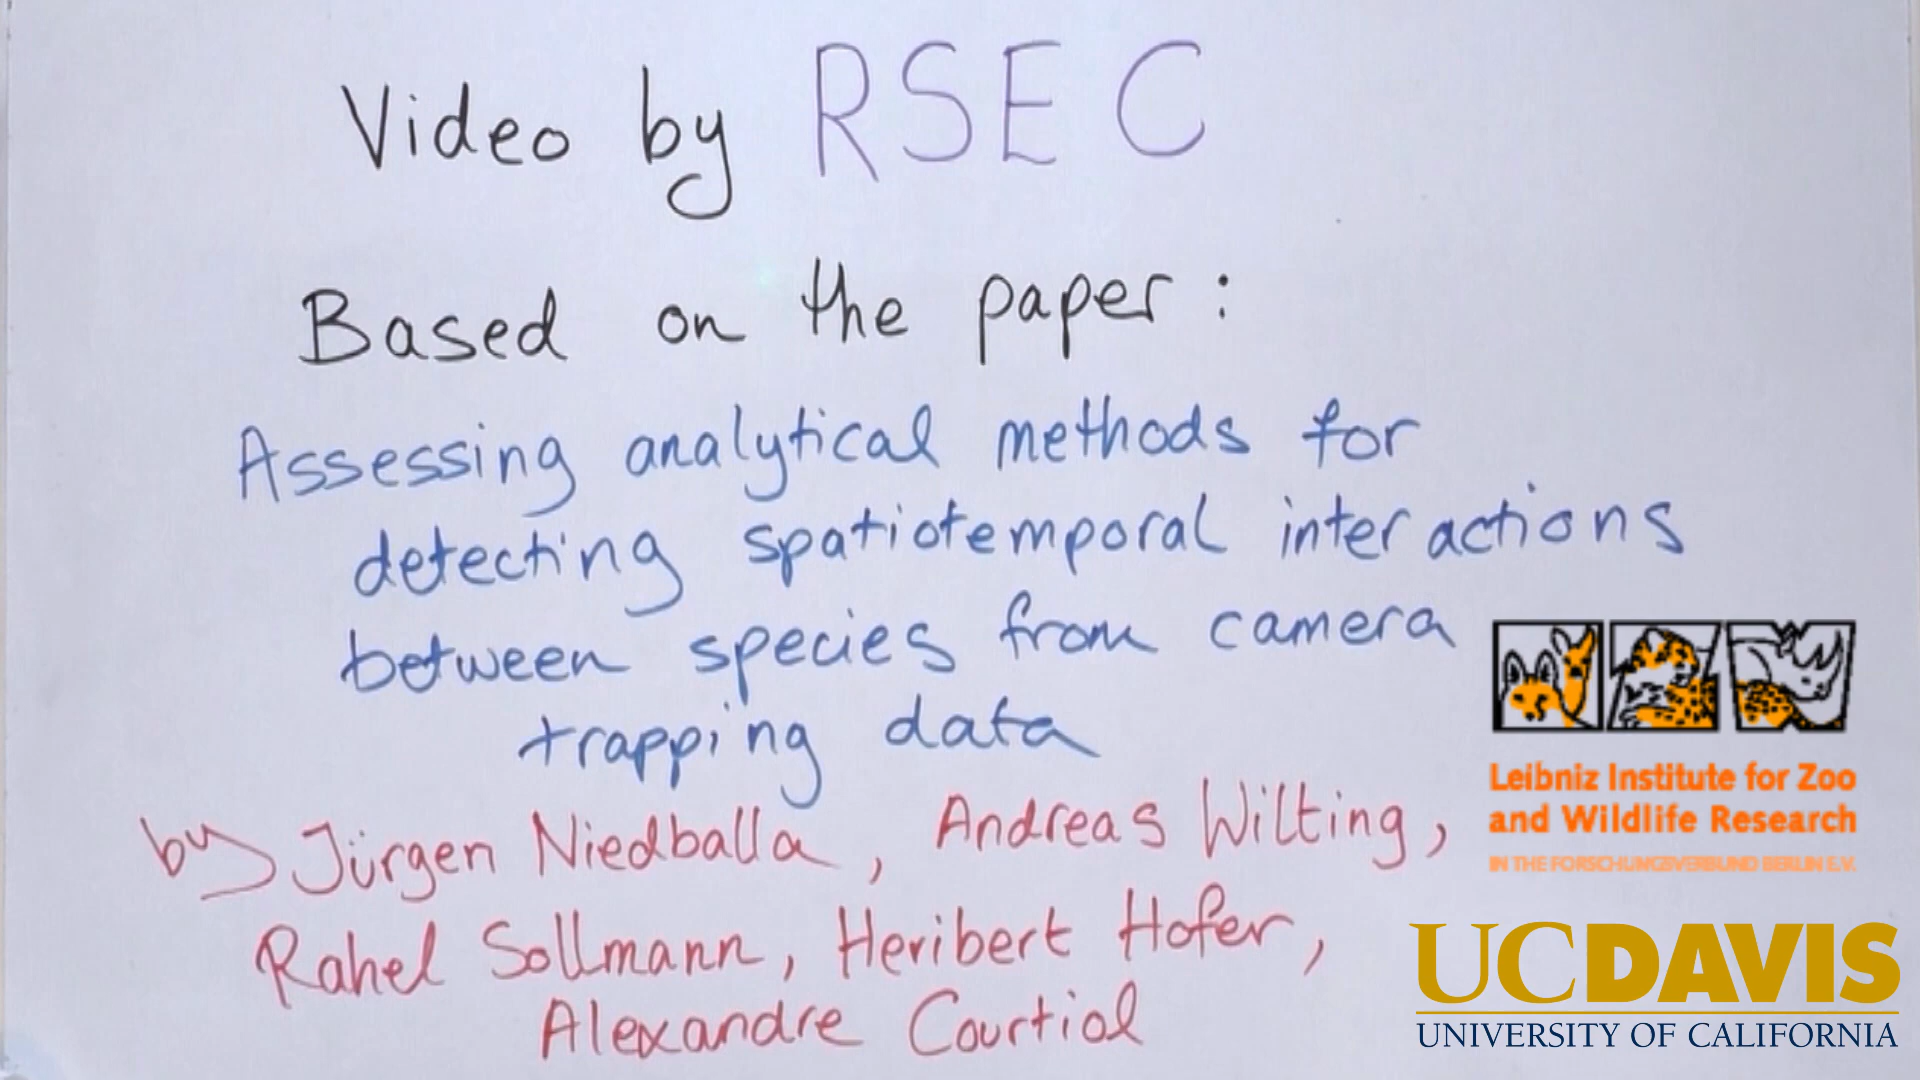 Video by RSEC
Based on the paper:
Assessing analytical methods for
detecting spatiotemporal interactions
between species from camera
trapping data
by Jürgen Niedballa, Andreas Wilting,
Rahel Sollmann, Heribert Hofer,
Alexandre Courtiol
Leibniz Institute for Zoo
and Wildlife Research
IN THE FORSCHUNGSVERBUND BERLIN E.V.
UCDAVIS
UNIVERSITY OF CALIFORNIA